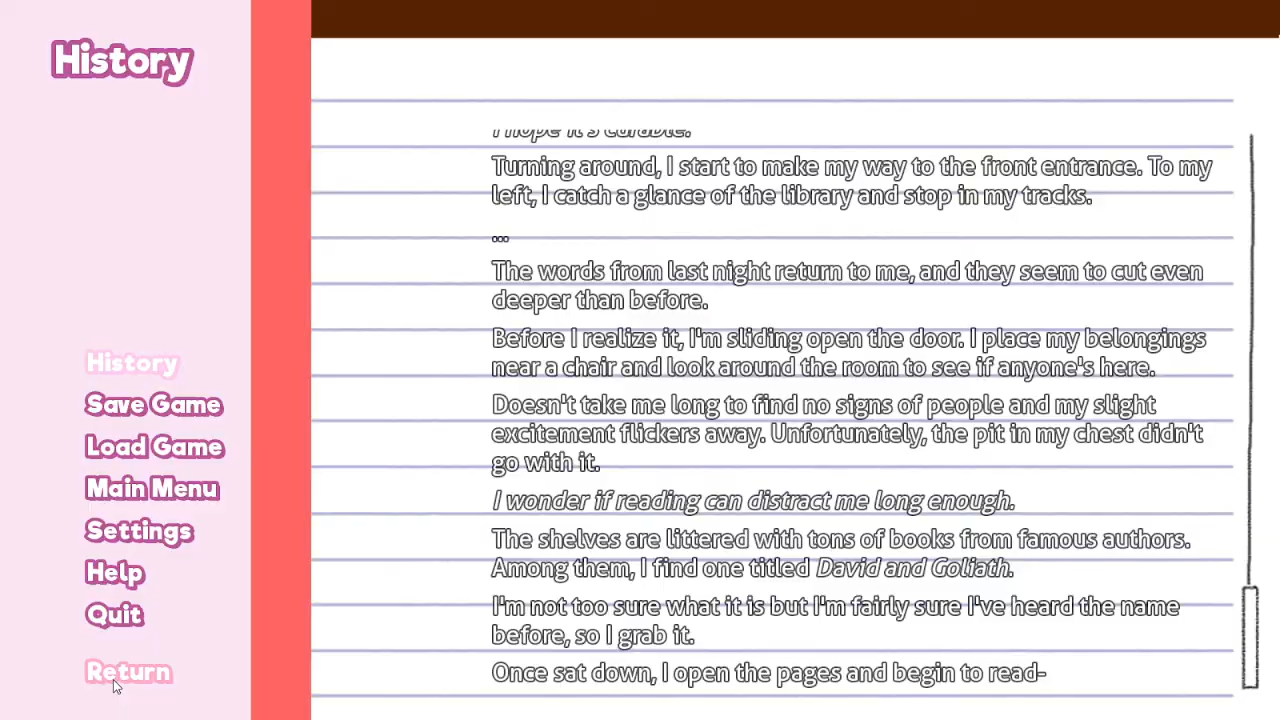 History
History
Save Game
Load Game
Main Menu
Settings
Help
Quit
Return
I hope it's curable.
Turning around, I start to make my way to the front entrance. To my
left, I catch a glance of the library and stop in my tracks.
...
The words from last night return to me, and they seem to cut even
deeper than before.
Before I realize it, I'm sliding open the door. I place my belongings
near a chair and look around the room to see if anyone's here.
Doesn't take me long to find no signs of people and my slight
excitement flickers away. Unfortunately, the pit in my chest didn't
go with it.
I wonder if reading can distract me long enough.
The shelves are littered with tons of books from famous authors.
Among them, I find one titled David and Goliath.
I'm not too sure what it is but I'm fairly sure I've heard the name
before, so I grab it.
Once sat down, I open the pages and begin to read-